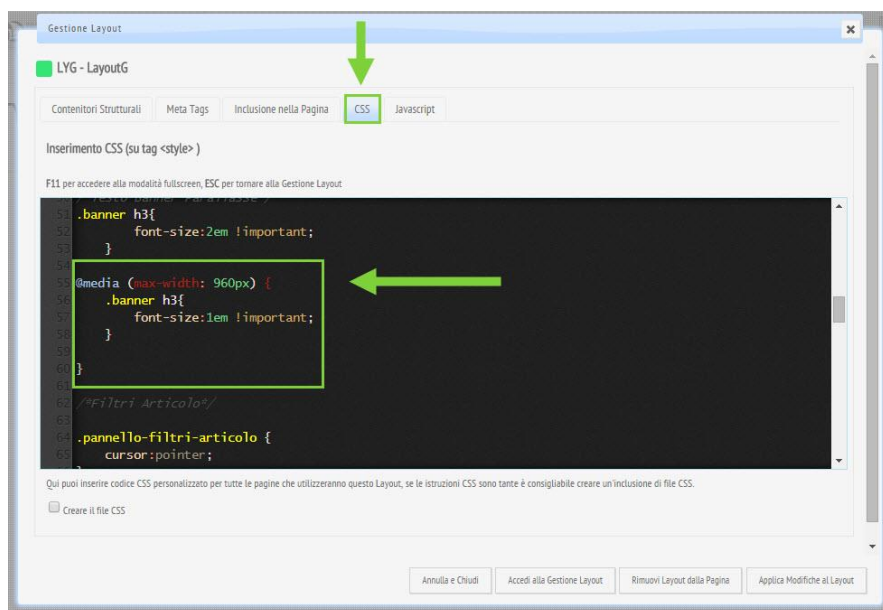 Gestione Layout
LYG - LayoutG
Contenitori Strutturali Meta Tags Inclusione nella Pagina CSS Javascript
Inserimento CSS (su tag <style> )
F11 per accedere alla modalità fullscreen, ESC per tornare alla Gestione Layout
51 .banner h3{
52 font-size:2em !important;
53 }
54
55 @media (max-width: 960px) {
56 .banner h3{
57 font-size:1em !important;
58 }
59
60 }
61
62 /*Filtri Articolo*/
63
64 .pannello-filtri-articolo {
65 cursor:pointer;
Qui puoi inserire codice CSS personalizzato per tutte le pagine che utilizzeranno questo Layout, se le istruzioni CSS sono tante è consigliabile creare un'inclusione di file CSS.
Creare il file CSS
Annulla e Chiudi Accedi alla Gestione Layout Rimuovi Layout dalla Pagina Applica Modifiche al Layout